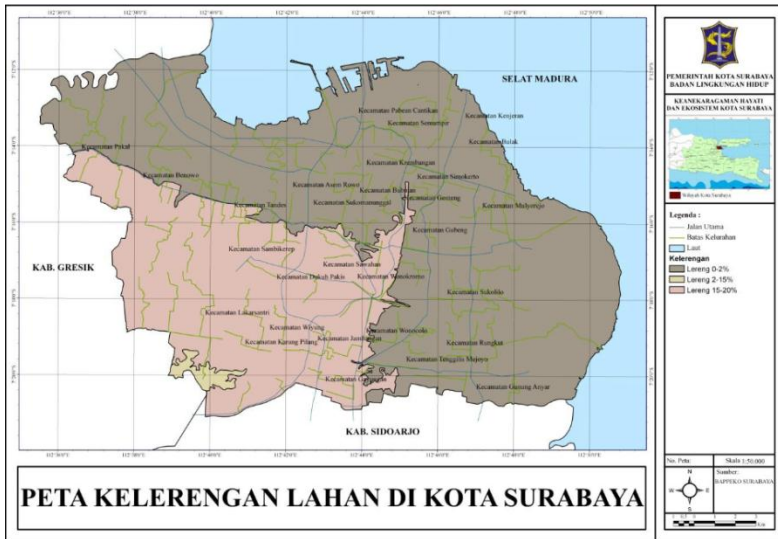 SELAT MADURA
Kecamatan Pabean Cantikan
Kecamatan Semampir
Kecamatan Kenjeran
Kecamatan Bulak
Kecamatan Pakal
Kecamatan Benowo
Kecamatan Krembangan
Kecamatan Simokerto
Kecamatan Asem Rowo
Kecamatan Bubutan
Kecamatan Tandes
Kecamatan Sukomanunggal
Kecamatan Genteng
Kecamatan Mulyorejo
Kecamatan Gubeng
Kecamatan Sambikerep
Kecamatan Sawahan
KAB. GRESIK
Kecamatan Dukuh Pakis
Kecamatan Wonokromo
Kecamatan Sukolilo
Kecamatan Lakarsantri
Kecamatan Wiyung
Kecamatan Wonocolo
Kecamatan Karang Pilang
Kecamatan Jambangan
Kecamatan Rungkut
Kecamatan Tenggilis Mejoyo
Kecamatan Gayungan
Kecamatan Gunung Anyar
KAB. SIDOARJO
PETA KELERENGAN LAHAN DI KOTA SURABAYA
PEMERINTAH KOTA SURABAYA
BADAN LINGKUNGAN HIDUP
KEANEKARAGAMAN HAYATI
DAN EKOSISTEM KOTA SURABAYA
Wilayah Kota Surabaya
Legenda :
Jalan Utama
Batas Kelurahan
Laut
Kelerengan
Lereng 0-2%
Lereng 2-15%
Lereng 15-20%
No. Peta:
Skala 1:50.000
N
W
E
S
Sumber:
BAPPEKO SURABAYA
Km